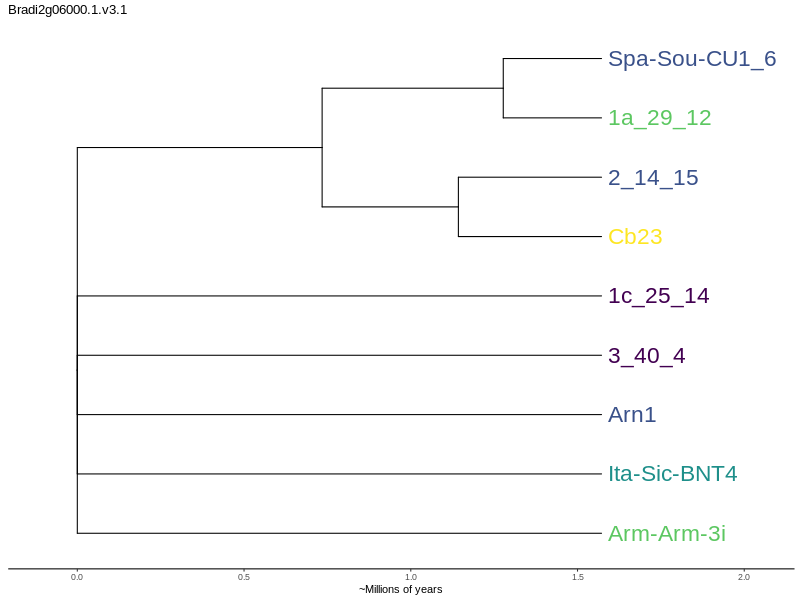 Bradi2g06000.1.v3.1
Spa-Sou-CU1_6
1a_29_12
2_14_15
Cb23
1c_25_14
3_40_4
Arn1
Ita-Sic-BNT4
Arm-Arm-3i
0.0 0.5 1.0 1.5 2.0
~Millions of years